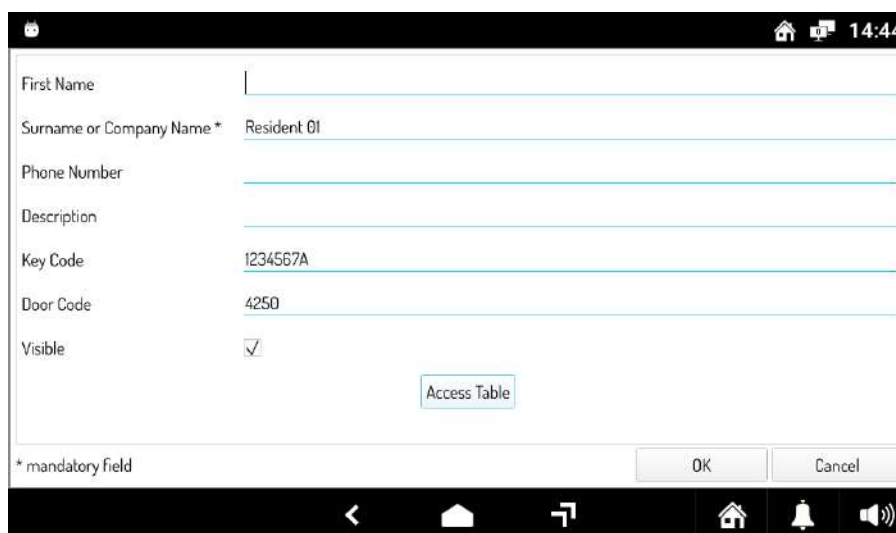 14:44
First Name
Surname or Company Name * Resident 01
Phone Number
Description
Key Code 1234567A
Door Code 4250
Visible
Access Table
* mandatory field OK Cancel